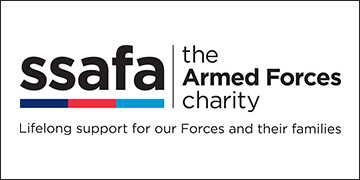 ssafa
the
Armed Forces
charity
Lifelong support for our Forces and their families